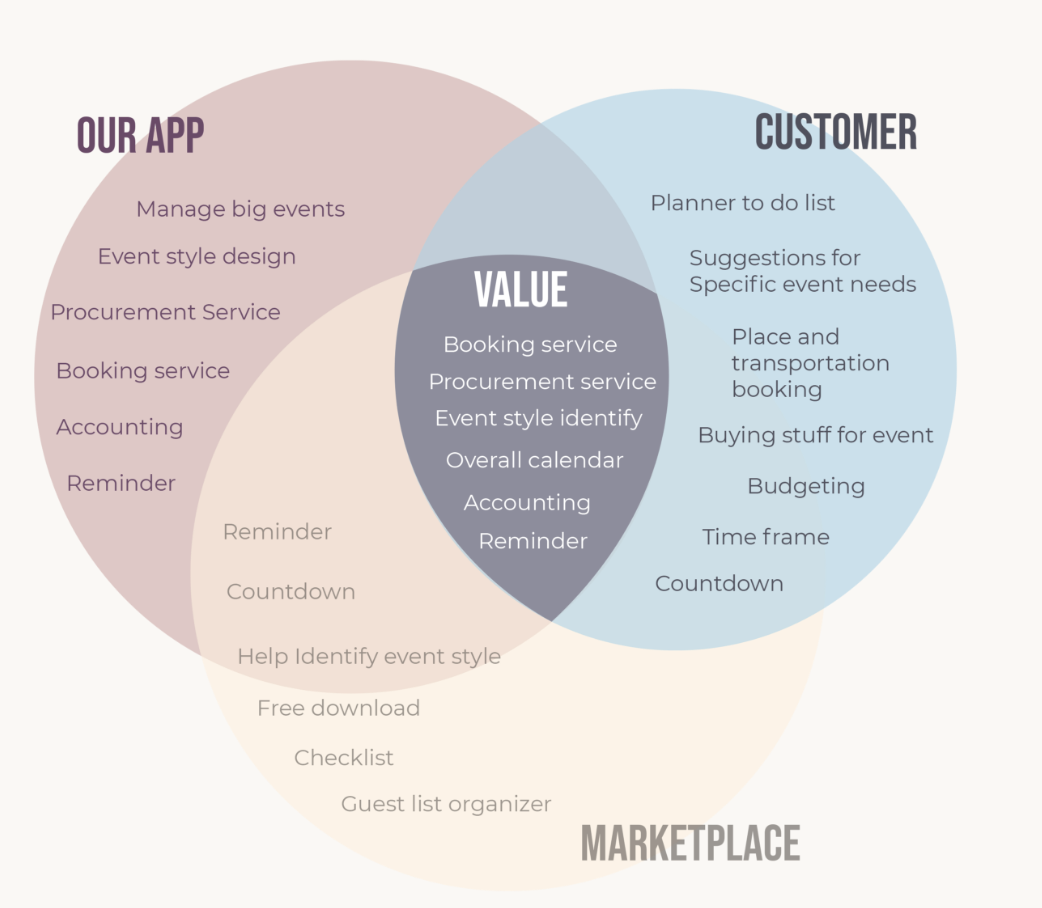 OUR APP
Manage big events
Event style design
Procurement Service
Booking service
Accounting
Reminder
CUSTOMER
Planner to do list
Suggestions for
Specific event needs
Place and
transportation
booking
Buying stuff for event
Budgeting
Time frame
Countdown
VALUE
Booking service
Procurement service
Event style identify
Overall calendar
Accounting
Reminder
Reminder
Countdown
Help Identify event style
Free download
Checklist
Guest list organizer
MARKETPLACE